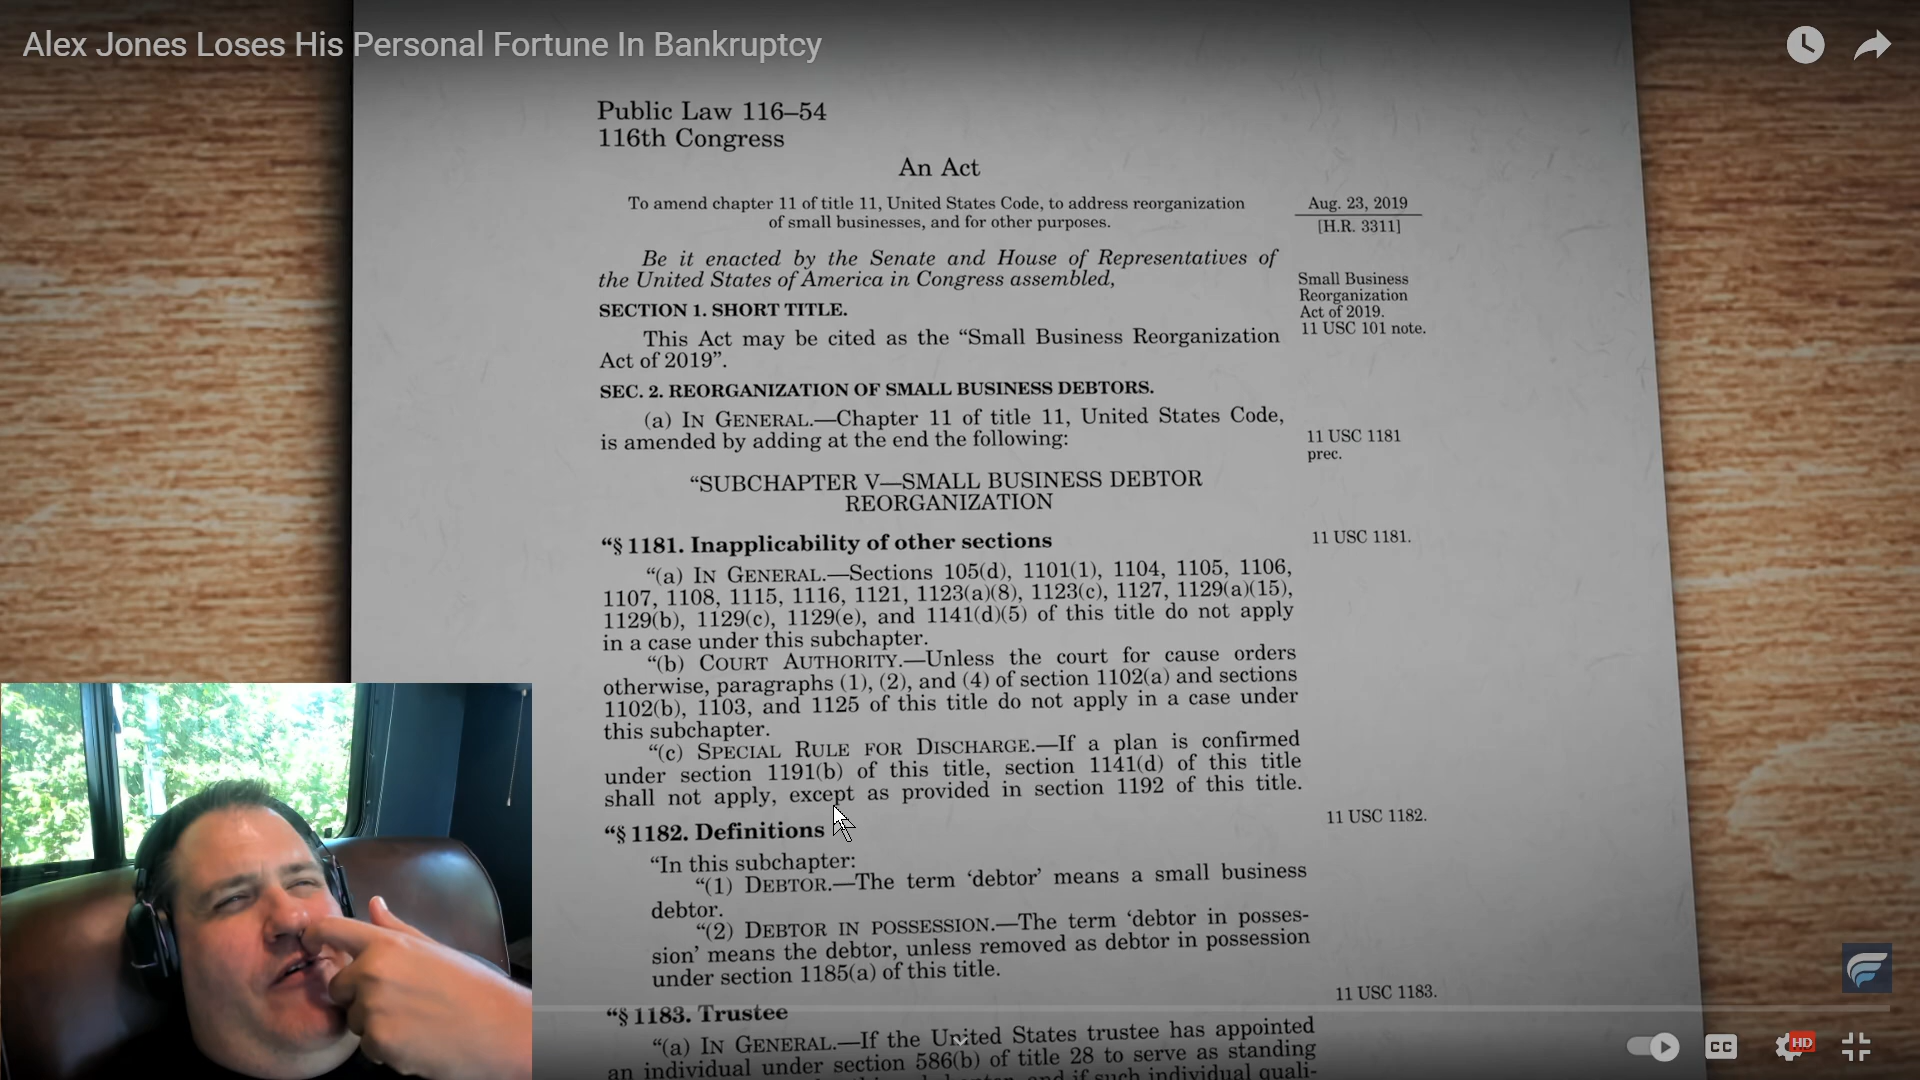 Alex Jones Loses His Personal Fortune In Bankruptcy
Public Law 116–54
116th Congress
An Act
To amend chapter 11 of title 11, United States Code, to address reorganization
of small businesses, and for other purposes.
Aug. 23, 2019
[H.R. 3311]
Be it enacted by the Senate and House of Representatives of
the United States of America in Congress assembled,
Small Business
Reorganization
Act of 2019.
11 USC 101 note.
SECTION 1. SHORT TITLE.
This Act may be cited as the “Small Business Reorganization
Act of 2019”.
SEC. 2. REORGANIZATION OF SMALL BUSINESS DEBTORS.
(a) IN GENERAL.—Chapter 11 of title 11, United States Code,
is amended by adding at the end the following:
11 USC 1181
prec.
“SUBCHAPTER V—SMALL BUSINESS DEBTOR
REORGANIZATION
“§ 1181. Inapplicability of other sections
11 USC 1181.
“(a) IN GENERAL.—Sections 105(d), 1101(1), 1104, 1105, 1106,
1107, 1108, 1115, 1116, 1121, 1123(a)(8), 1123(c), 1127, 1129(a)(15),
1129(b), 1129(c), 1129(e), and 1141(d)(5) of this title do not apply
in a case under this subchapter.
“(b) COURT AUTHORITY.—Unless the court for cause orders
otherwise, paragraphs (1), (2), and (4) of section 1102(a) and sections
1102(b), 1103, and 1125 of this title do not apply in a case under
this subchapter.
“(c) SPECIAL RULE FOR DISCHARGE.—If a plan is confirmed
under section 1191(b) of this title, section 1141(d) of this title
shall not apply, except as provided in section 1192 of this title.
“§ 1182. Definitions
11 USC 1182.
“In this subchapter:
“(1) DEBTOR.—The term ‘debtor’ means a small business
debtor.
“(2) DEBTOR IN POSSESSION.—The term ‘debtor in posses-
sion’ means the debtor, unless removed as debtor in possession
under section 1185(a) of this title.
“§ 1183. Trustee
11 USC 1183.
“(a) IN GENERAL.—If the United States trustee has appointed
an individual under section 586(b) of title 28 to serve as standing
and if such individual quali-
CC
HD